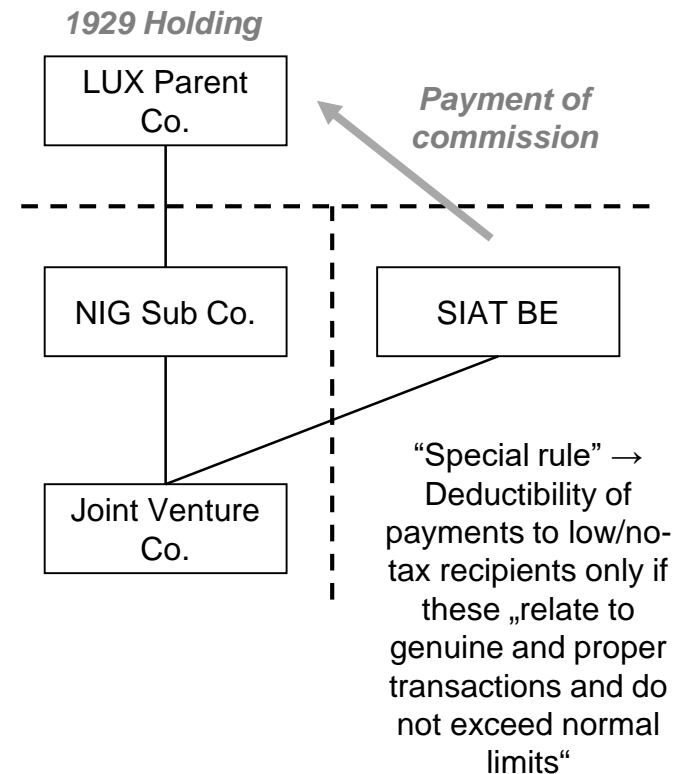 1929 Holding
LUX Parent
Co.
Payment of
commission
NIG Sub Co.
SIAT BE
Joint Venture
Co.
“Special rule” →
Deductibility of
payments to low/no-
tax recipients only if
these „relate to
genuine and proper
transactions and do
not exceed normal
limits“